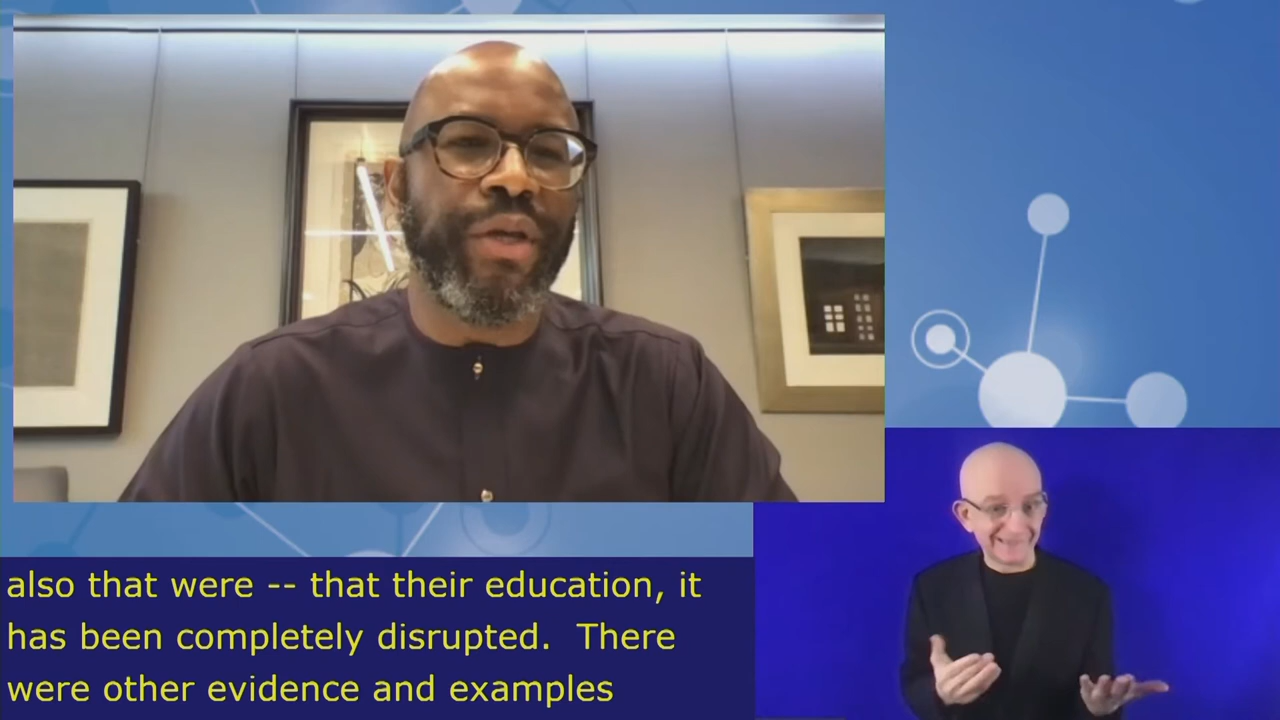 also that were -- that their education, it
has been completely disrupted.  There
were other evidence and examples